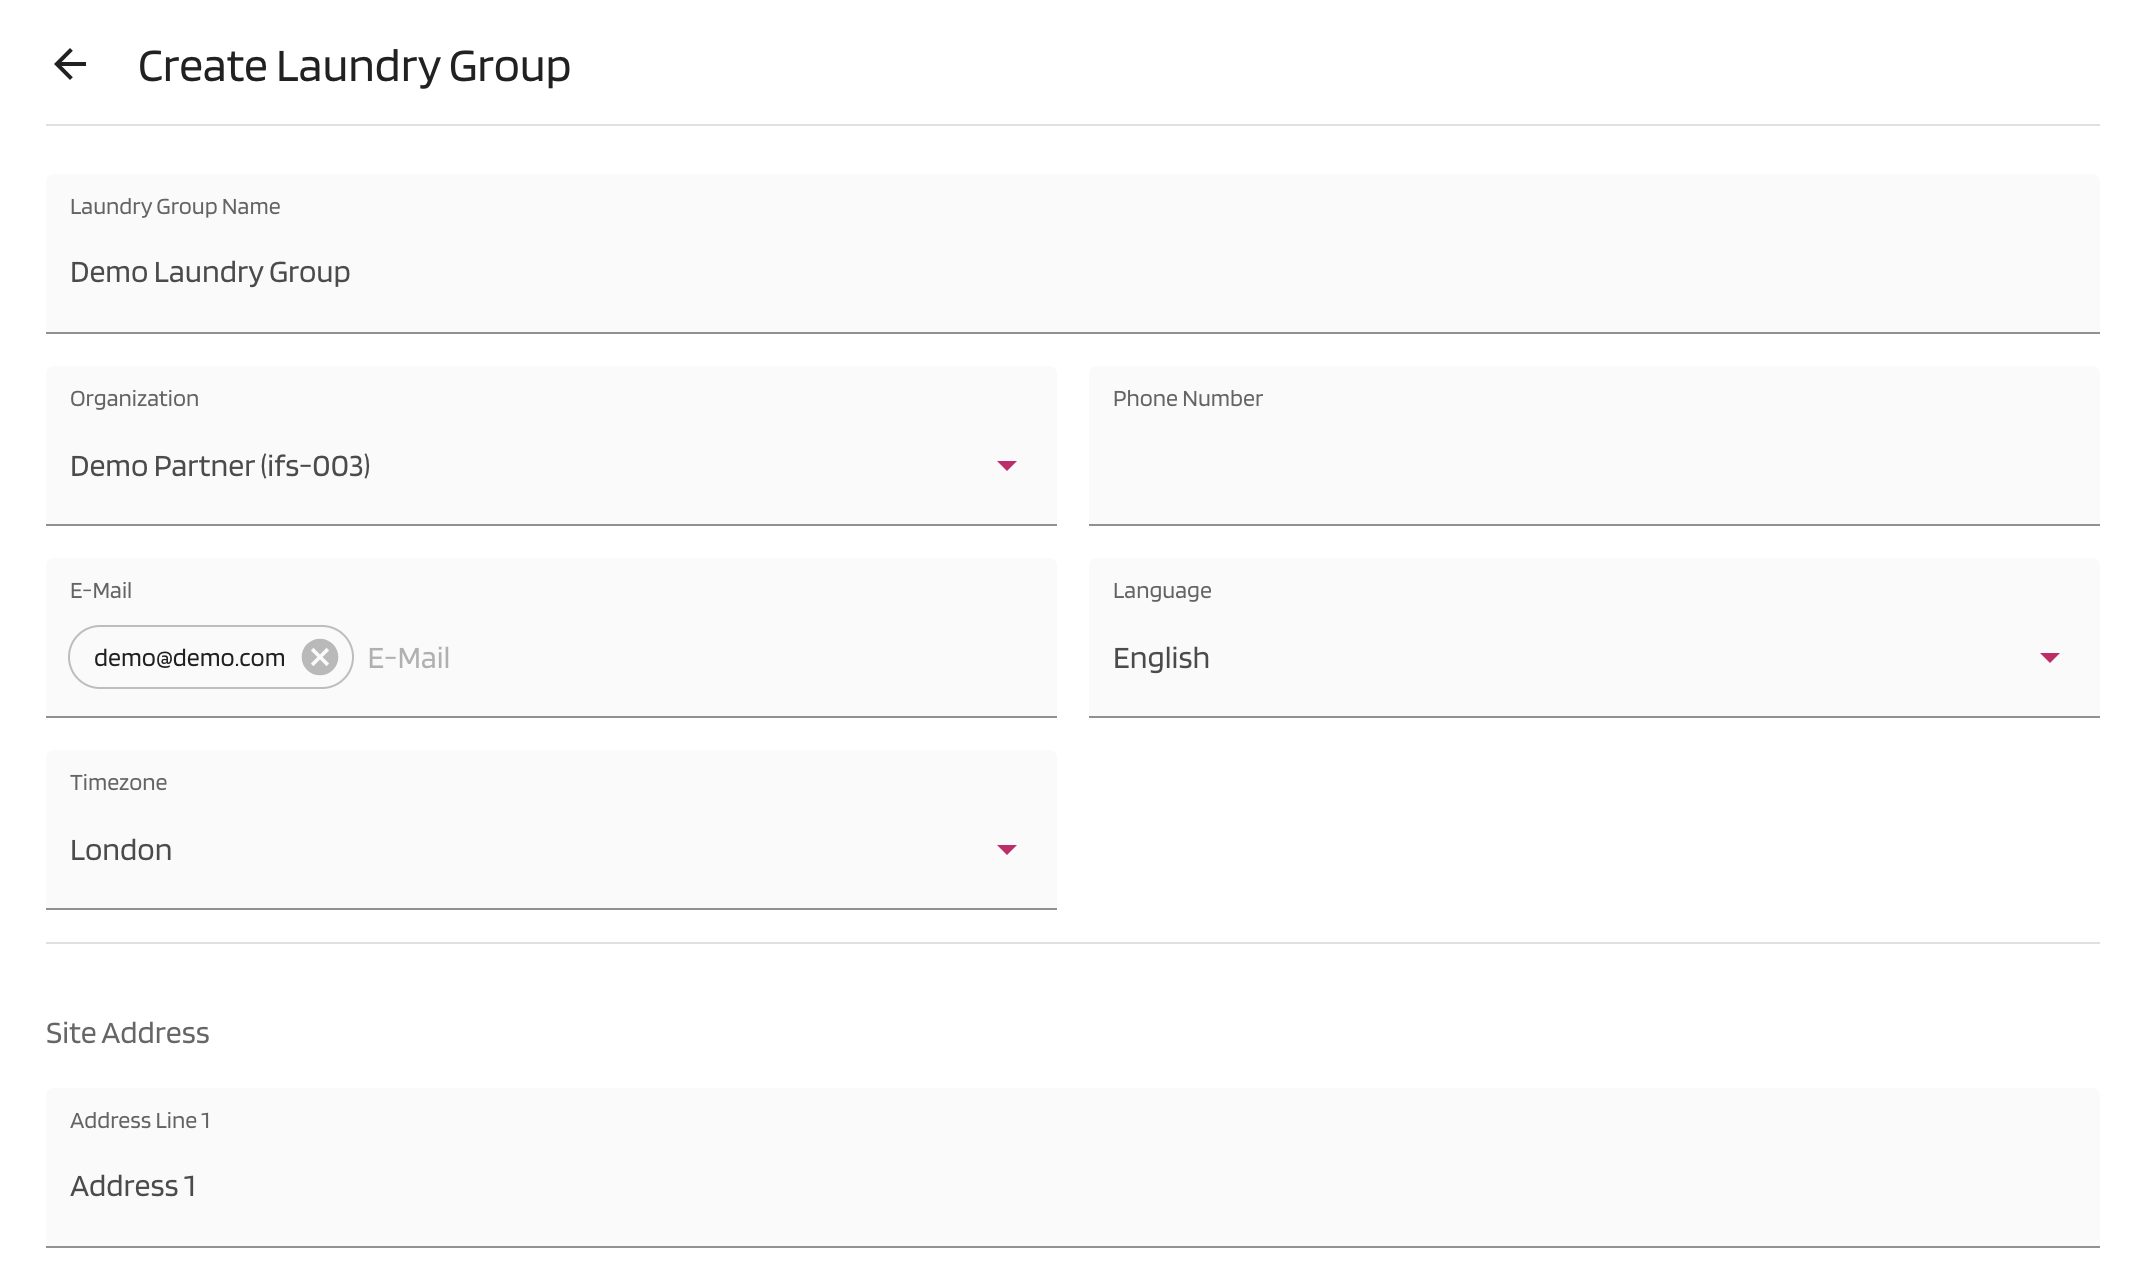 Create Laundry Group
Laundry Group Name
Demo Laundry Group
Organization
Demo Partner (ifs-003)
Phone Number
E-Mail
demo@demo.com E-Mail
Language
English
Timezone
London
Site Address
Address Line 1
Address 1